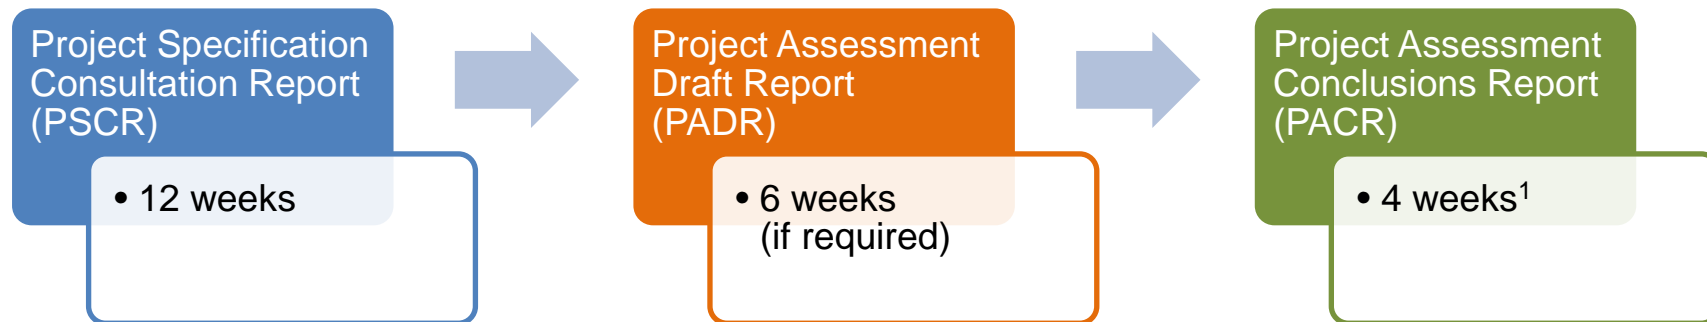 Project Specification
Consultation Report
(PSCR)
• 12 weeks
Project Assessment
Draft Report
(PADR)
• 6 weeks
(if required)
Project Assessment
Conclusions Report
(PACR)
• 4 weeks¹